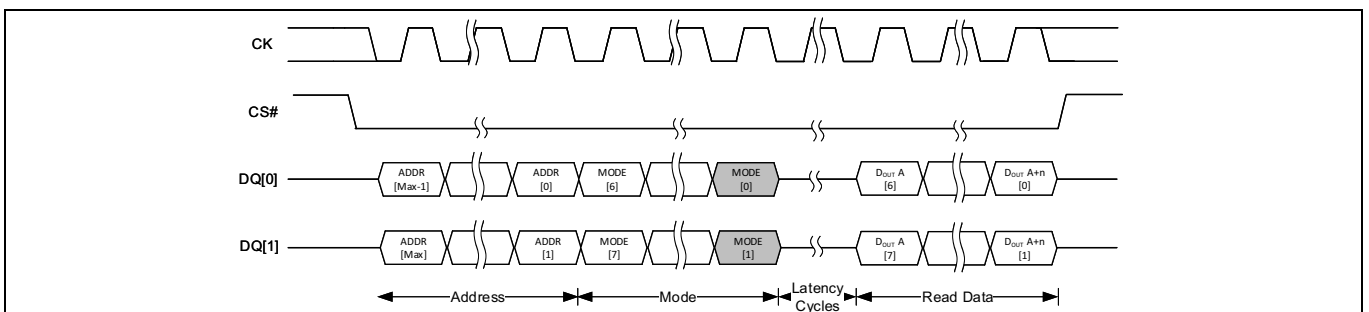 CK
CS#
DQ[0]
ADDR
[Max-1]
ADDR
[0]
MODE
[6]
MODE
[0]
DOUT A
[6]
DOUT A+n
[0]
DQ[1]
ADDR
[Max]
ADDR
[1]
MODE
[7]
MODE
[1]
DOUT A
[7]
DOUT A+n
[1]
Address
Mode
Latency
Cycles
Read Data